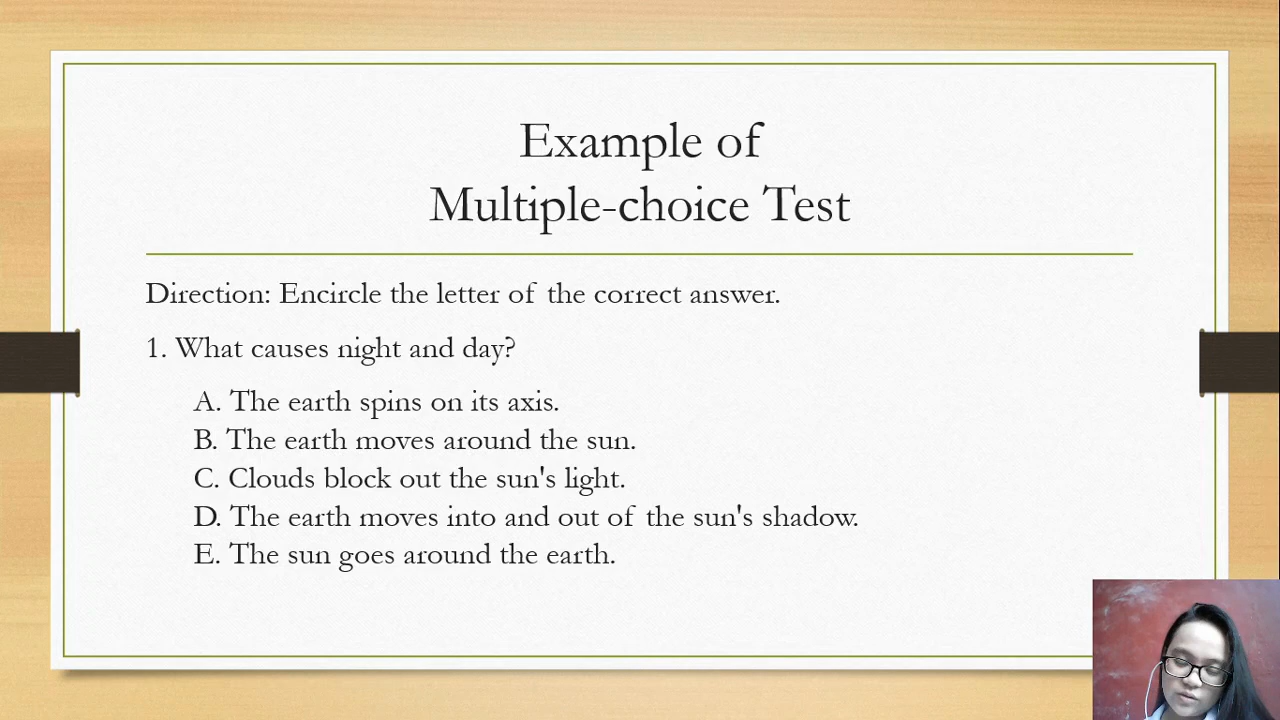 Example of
Multiple-choice Test
Direction: Encircle the letter of the correct answer.
1. What causes night and day?
A. The earth spins on its axis.
B. The earth moves around the sun.
C. Clouds block out the sun's light.
D. The earth moves into and out of the sun's shadow.
E. The sun goes around the earth.